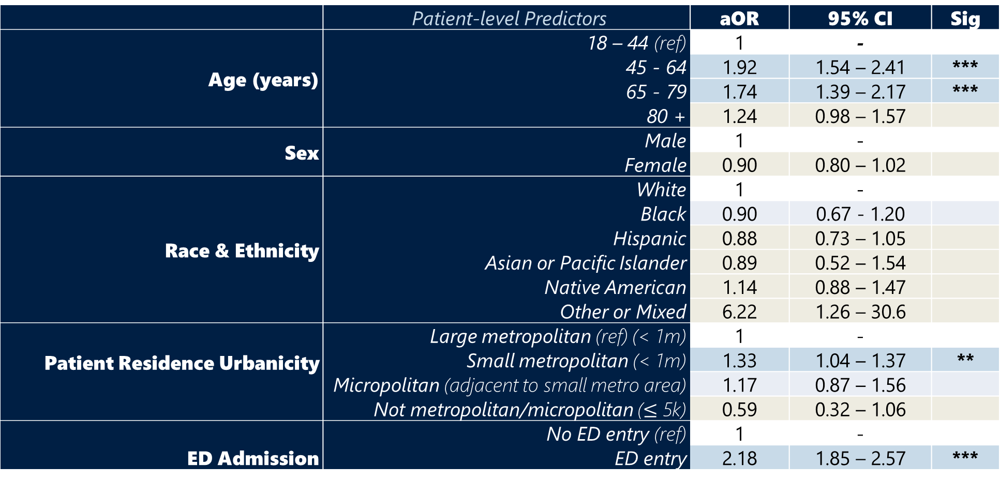 Patient-level Predictors aOR 95% CI Sig
Age (years)
18 – 44 (ref) 1 -
45 - 64 1.92 1.54 – 2.41 ***
65 - 79 1.74 1.39 – 2.17 ***
80 + 1.24 0.98 – 1.57
Sex
Male 1 -
Female 0.90 0.80 – 1.02
Race & Ethnicity
White 1 -
Black 0.90 0.67 - 1.20
Hispanic 0.88 0.73 – 1.05
Asian or Pacific Islander 0.89 0.52 – 1.54
Native American 1.14 0.88 – 1.47
Other or Mixed 6.22 1.26 – 30.6
Patient Residence Urbanicity
Large metropolitan (ref) (< 1m) 1 -
Small metropolitan (< 1m) 1.33 1.04 – 1.37 **
Micropolitan (adjacent to small metro area) 1.17 0.87 – 1.56
Not metropolitan/micropolitan (≤ 5k) 0.59 0.32 – 1.06
ED Admission
No ED entry (ref) 1 -
ED entry 2.18 1.85 – 2.57 ***